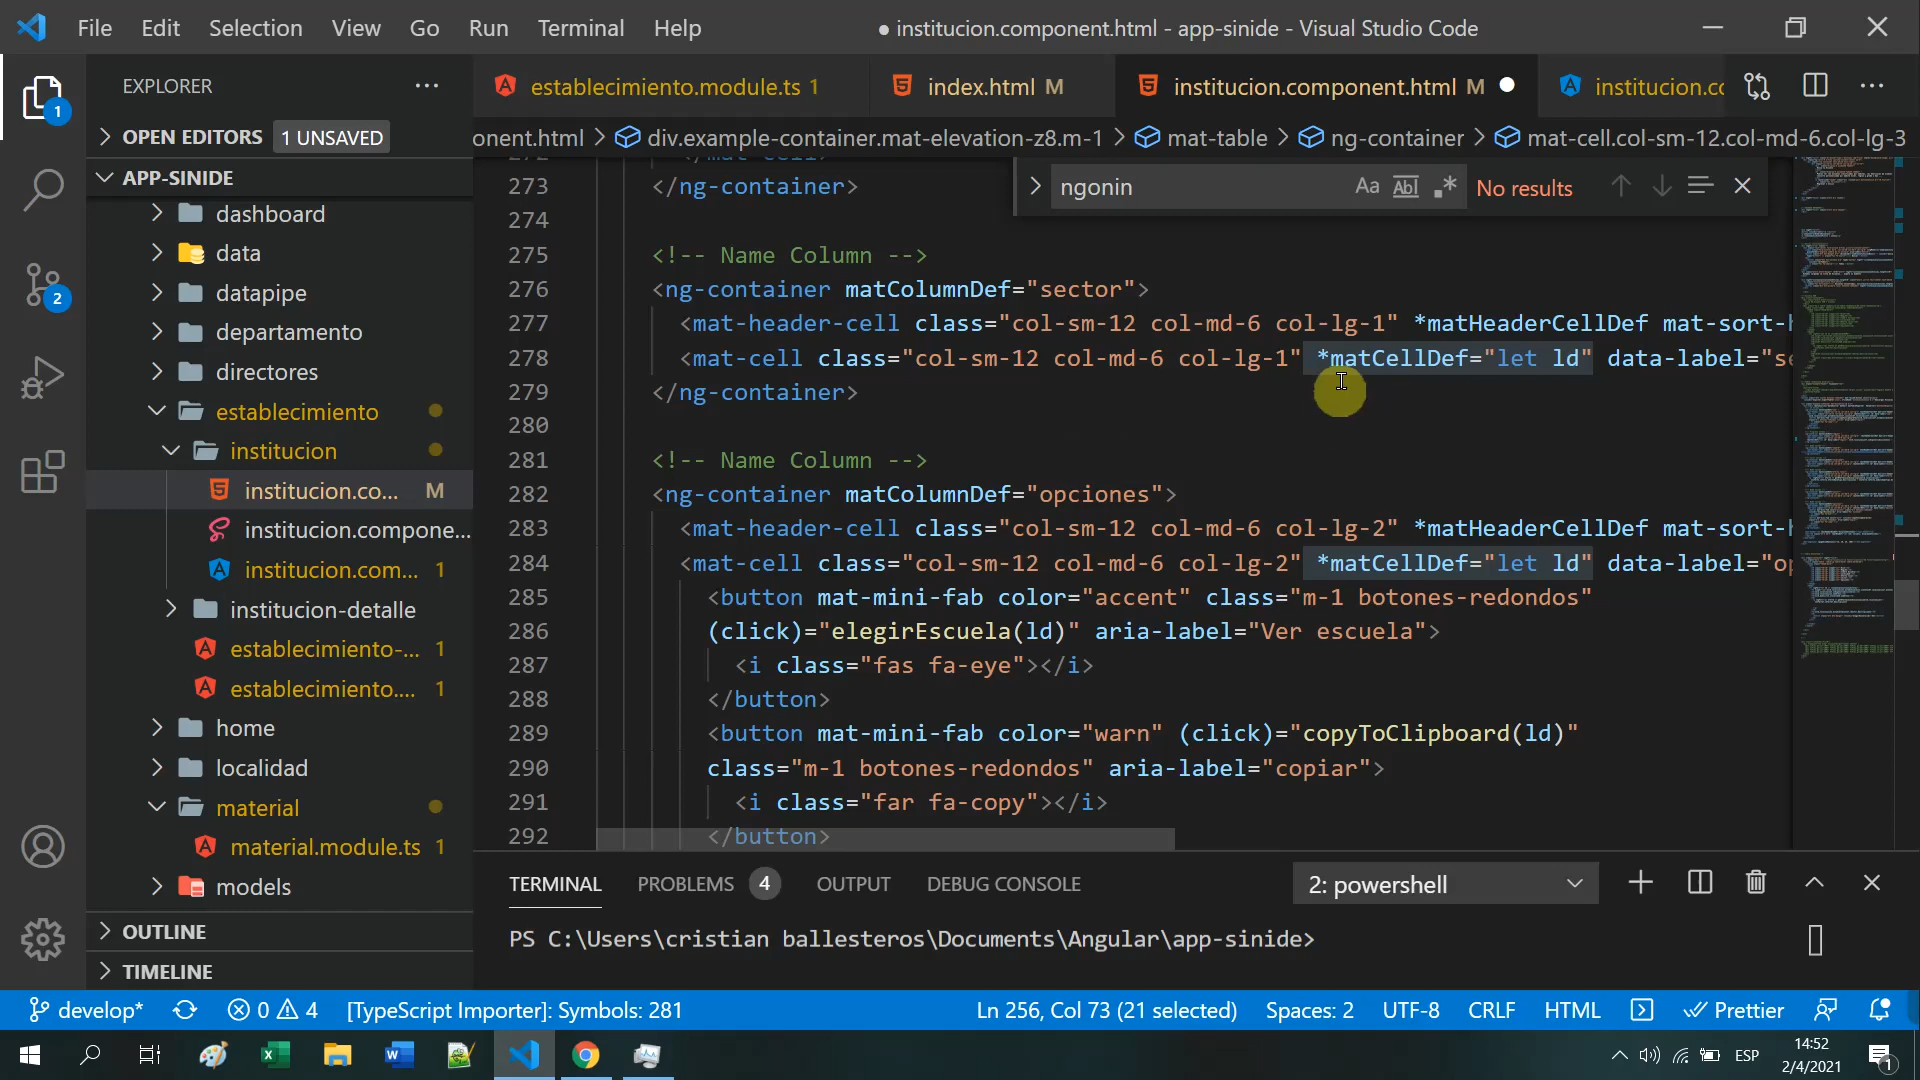 File Edit Selection View Go Run Terminal Help
● institucion.component.html - app-sinide - Visual Studio Code
1
2
EXPLORER
OPEN EDITORS 1 UNSAVED
APP-SINIDE
dashboard
data
datapipe
departamento
directores
establecimiento
institucion
institucion.co... M
institucion.compone...
institucion.com... 1
institucion-detalle
establecimiento-... 1
establecimiento.... 1
home
localidad
material
material.module.ts 1
models
OUTLINE
TIMELINE
establecimiento.module.ts 1
index.html M
institucion.component.html M
institucion.co
onent.html > div.example-container.mat-elevation-z8.m-1 > mat-table > ng-container > mat-cell.col-sm-12.col-md-6.col-lg-3
ngonin Aa Abl .* No results
272 </mat-cell>
273 </ng-container>
274
275 <!-- Name Column -->
276 <ng-container matColumnDef="sector">
277 <mat-header-cell class="col-sm-12 col-md-6 col-lg-1" *matHeaderCellDef mat-sort-h
278 <mat-cell class="col-sm-12 col-md-6 col-lg-1" *matCellDef="let ld" data-label="se
279 </ng-container>
280
281 <!-- Name Column -->
282 <ng-container matColumnDef="opciones">
283 <mat-header-cell class="col-sm-12 col-md-6 col-lg-2" *matHeaderCellDef mat-sort-h
284 <mat-cell class="col-sm-12 col-md-6 col-lg-2" *matCellDef="let ld" data-label="op
285 <button mat-mini-fab color="accent" class="m-1 botones-redondos"
286 (click)="elegirEscuela(ld)" aria-label="Ver escuela">
287 <i class="fas fa-eye"></i>
288 </button>
289 <button mat-mini-fab color="warn" (click)="copyToClipboard(ld)"
290 class="m-1 botones-redondos" aria-label="copiar">
291 <i class="far fa-copy"></i>
292 </button>
TERMINAL PROBLEMS 4 OUTPUT DEBUG CONSOLE 2: powershell
PS C:\Users\cristian ballesteros\Documents\Angular\app-sinide>
develop* 0 4 [TypeScript Importer]: Symbols: 281 Ln 256, Col 73 (21 selected) Spaces: 2 UTF-8 CRLF HTML Prettier
ESP 14:52
2/4/2021
1